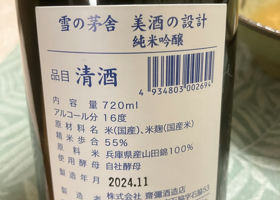 雪の茅舎 美酒の設計
純米吟醸
品目 清酒
4 934803 002694
内容量 720ml
アルコール分 16度
原材料名 米(国産)、米麹(国産米)
精米歩合 55%
原料米 兵庫県産山田錦100%
使用酵母 自社酵母
製造年月 2024.11
製造者 株式会社 齋彌酒造店